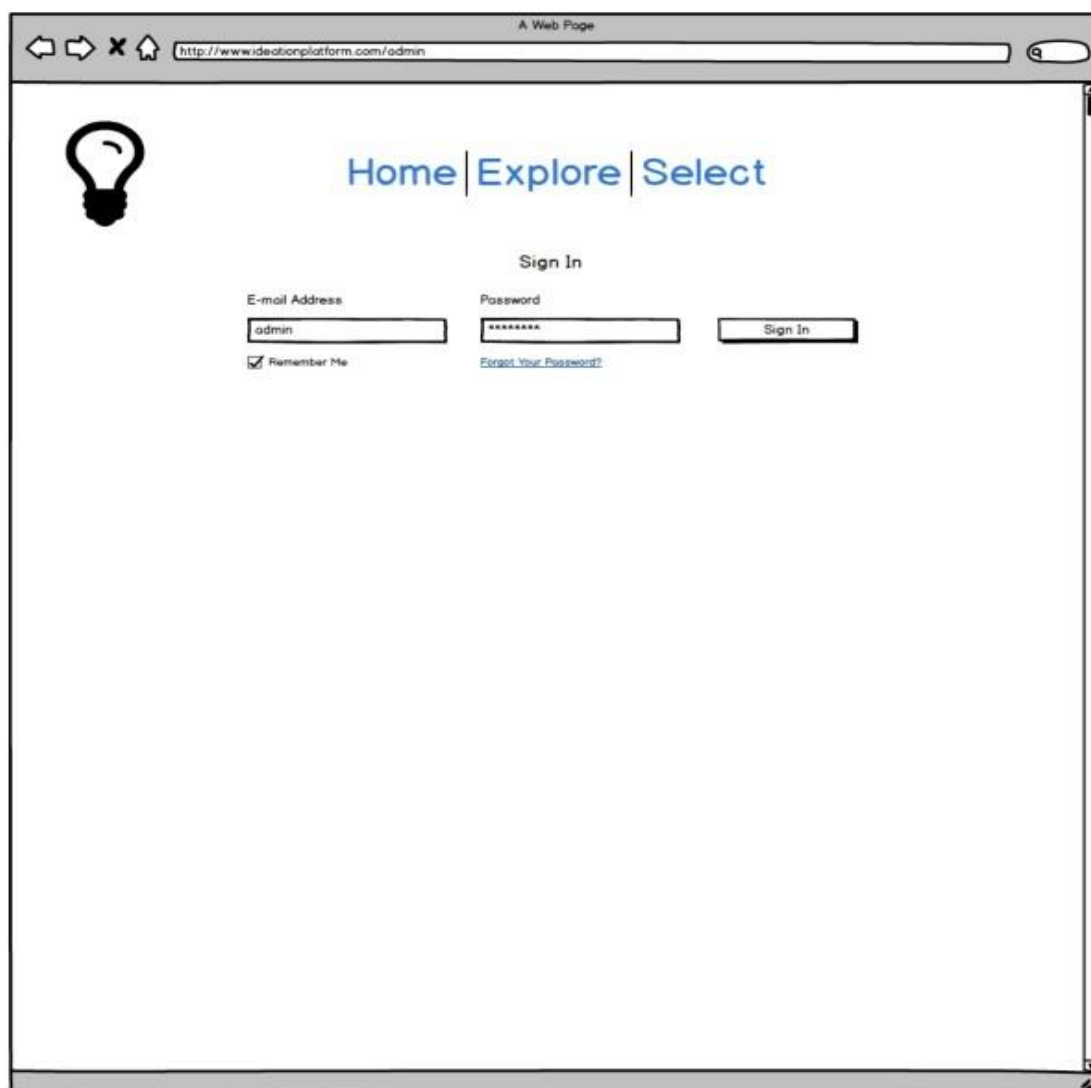 A Web Page
http://www.ideationplatform.com/admin
Home Explore Select
Sign In
E-mail Address Password
admin ******** Sign In
Remember Me Forgot Your Password?